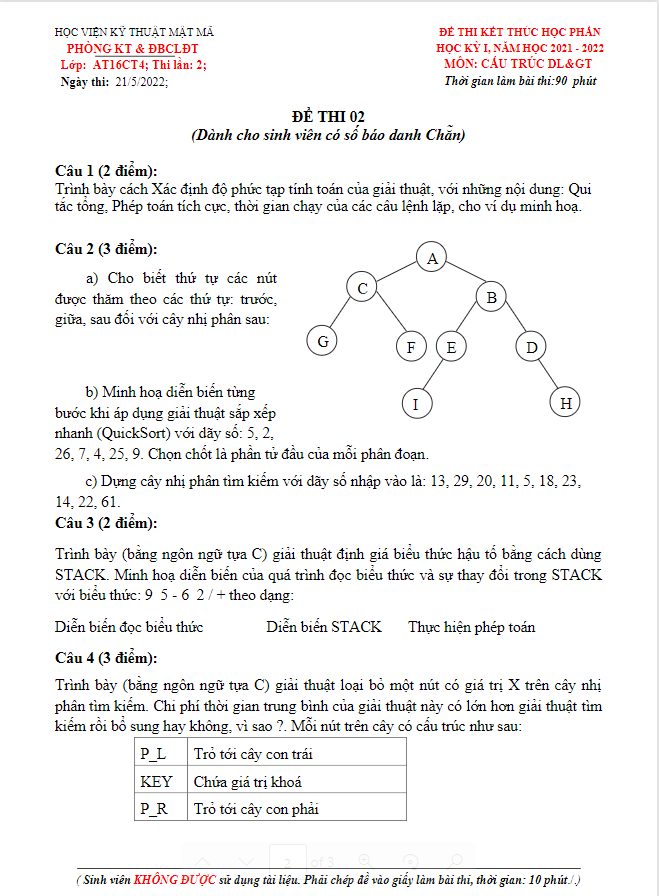 HỌC VIỆN KỸ THUẬT MẬT MÃ
PHÒNG KT & ĐBCLĐT
Lớp: AT16CT4; Thi lần: 2;
Ngày thi: 21/5/2022;
ĐỀ THI KẾT THÚC HỌC PHẦN
HỌC KỲ I, NĂM HỌC 2021 - 2022
MÔN: CẤU TRÚC DL&GT
Thời gian làm bài thi:90 phút
ĐỀ THI 02
(Dành cho sinh viên có số báo danh Chẵn)
Câu 1 (2 điểm):
Trình bày cách Xác định độ phức tạp tính toán của giải thuật, với những nội dung: Qui
tắc tổng, Phép toán tích cực, thời gian chạy của các câu lệnh lặp, cho ví dụ minh hoạ.
Câu 2 (3 điểm):
a) Cho biết thứ tự các nút
được thăm theo các thứ tự: trước,
giữa, sau đối với cây nhị phân sau:
A
C
B
G
F
E
D
I
H
b) Minh hoạ diễn biến từng
bước khi áp dụng giải thuật sắp xếp
nhanh (QuickSort) với dãy số: 5, 2,
26, 7, 4, 25, 9. Chọn chốt là phần tử đầu của mỗi phân đoạn.
c) Dựng cây nhị phân tìm kiếm với dãy số nhập vào là: 13, 29, 20, 11, 5, 18, 23,
14, 22, 61.
Câu 3 (2 điểm):
Trình bày (bằng ngôn ngữ tựa C) giải thuật định giá biểu thức hậu tố bằng cách dùng
STACK. Minh hoạ diễn biến của quá trình đọc biểu thức và sự thay đổi trong STACK
với biểu thức: 9 5 - 6 2 / + theo dạng:
Diễn biến đọc biểu thức Diễn biến STACK Thực hiện phép toán
Câu 4 (3 điểm):
Trình bày (bằng ngôn ngữ tựa C) giải thuật loại bỏ một nút có giá trị X trên cây nhị
phân tìm kiếm. Chi phí thời gian trung bình của giải thuật này có lớn hơn giải thuật tìm
kiếm rồi bổ sung hay không, vì sao ?. Mỗi nút trên cây có cấu trúc như sau:
P_L Trỏ tới cây con trái
KEY Chứa giá trị khoá
P_R Trỏ tới cây con phải
2 of 3
( Sinh viên KHÔNG ĐƯỢC sử dụng tài liệu. Phải chép đề vào giấy làm bài thi, thời gian: 10 phút./.)